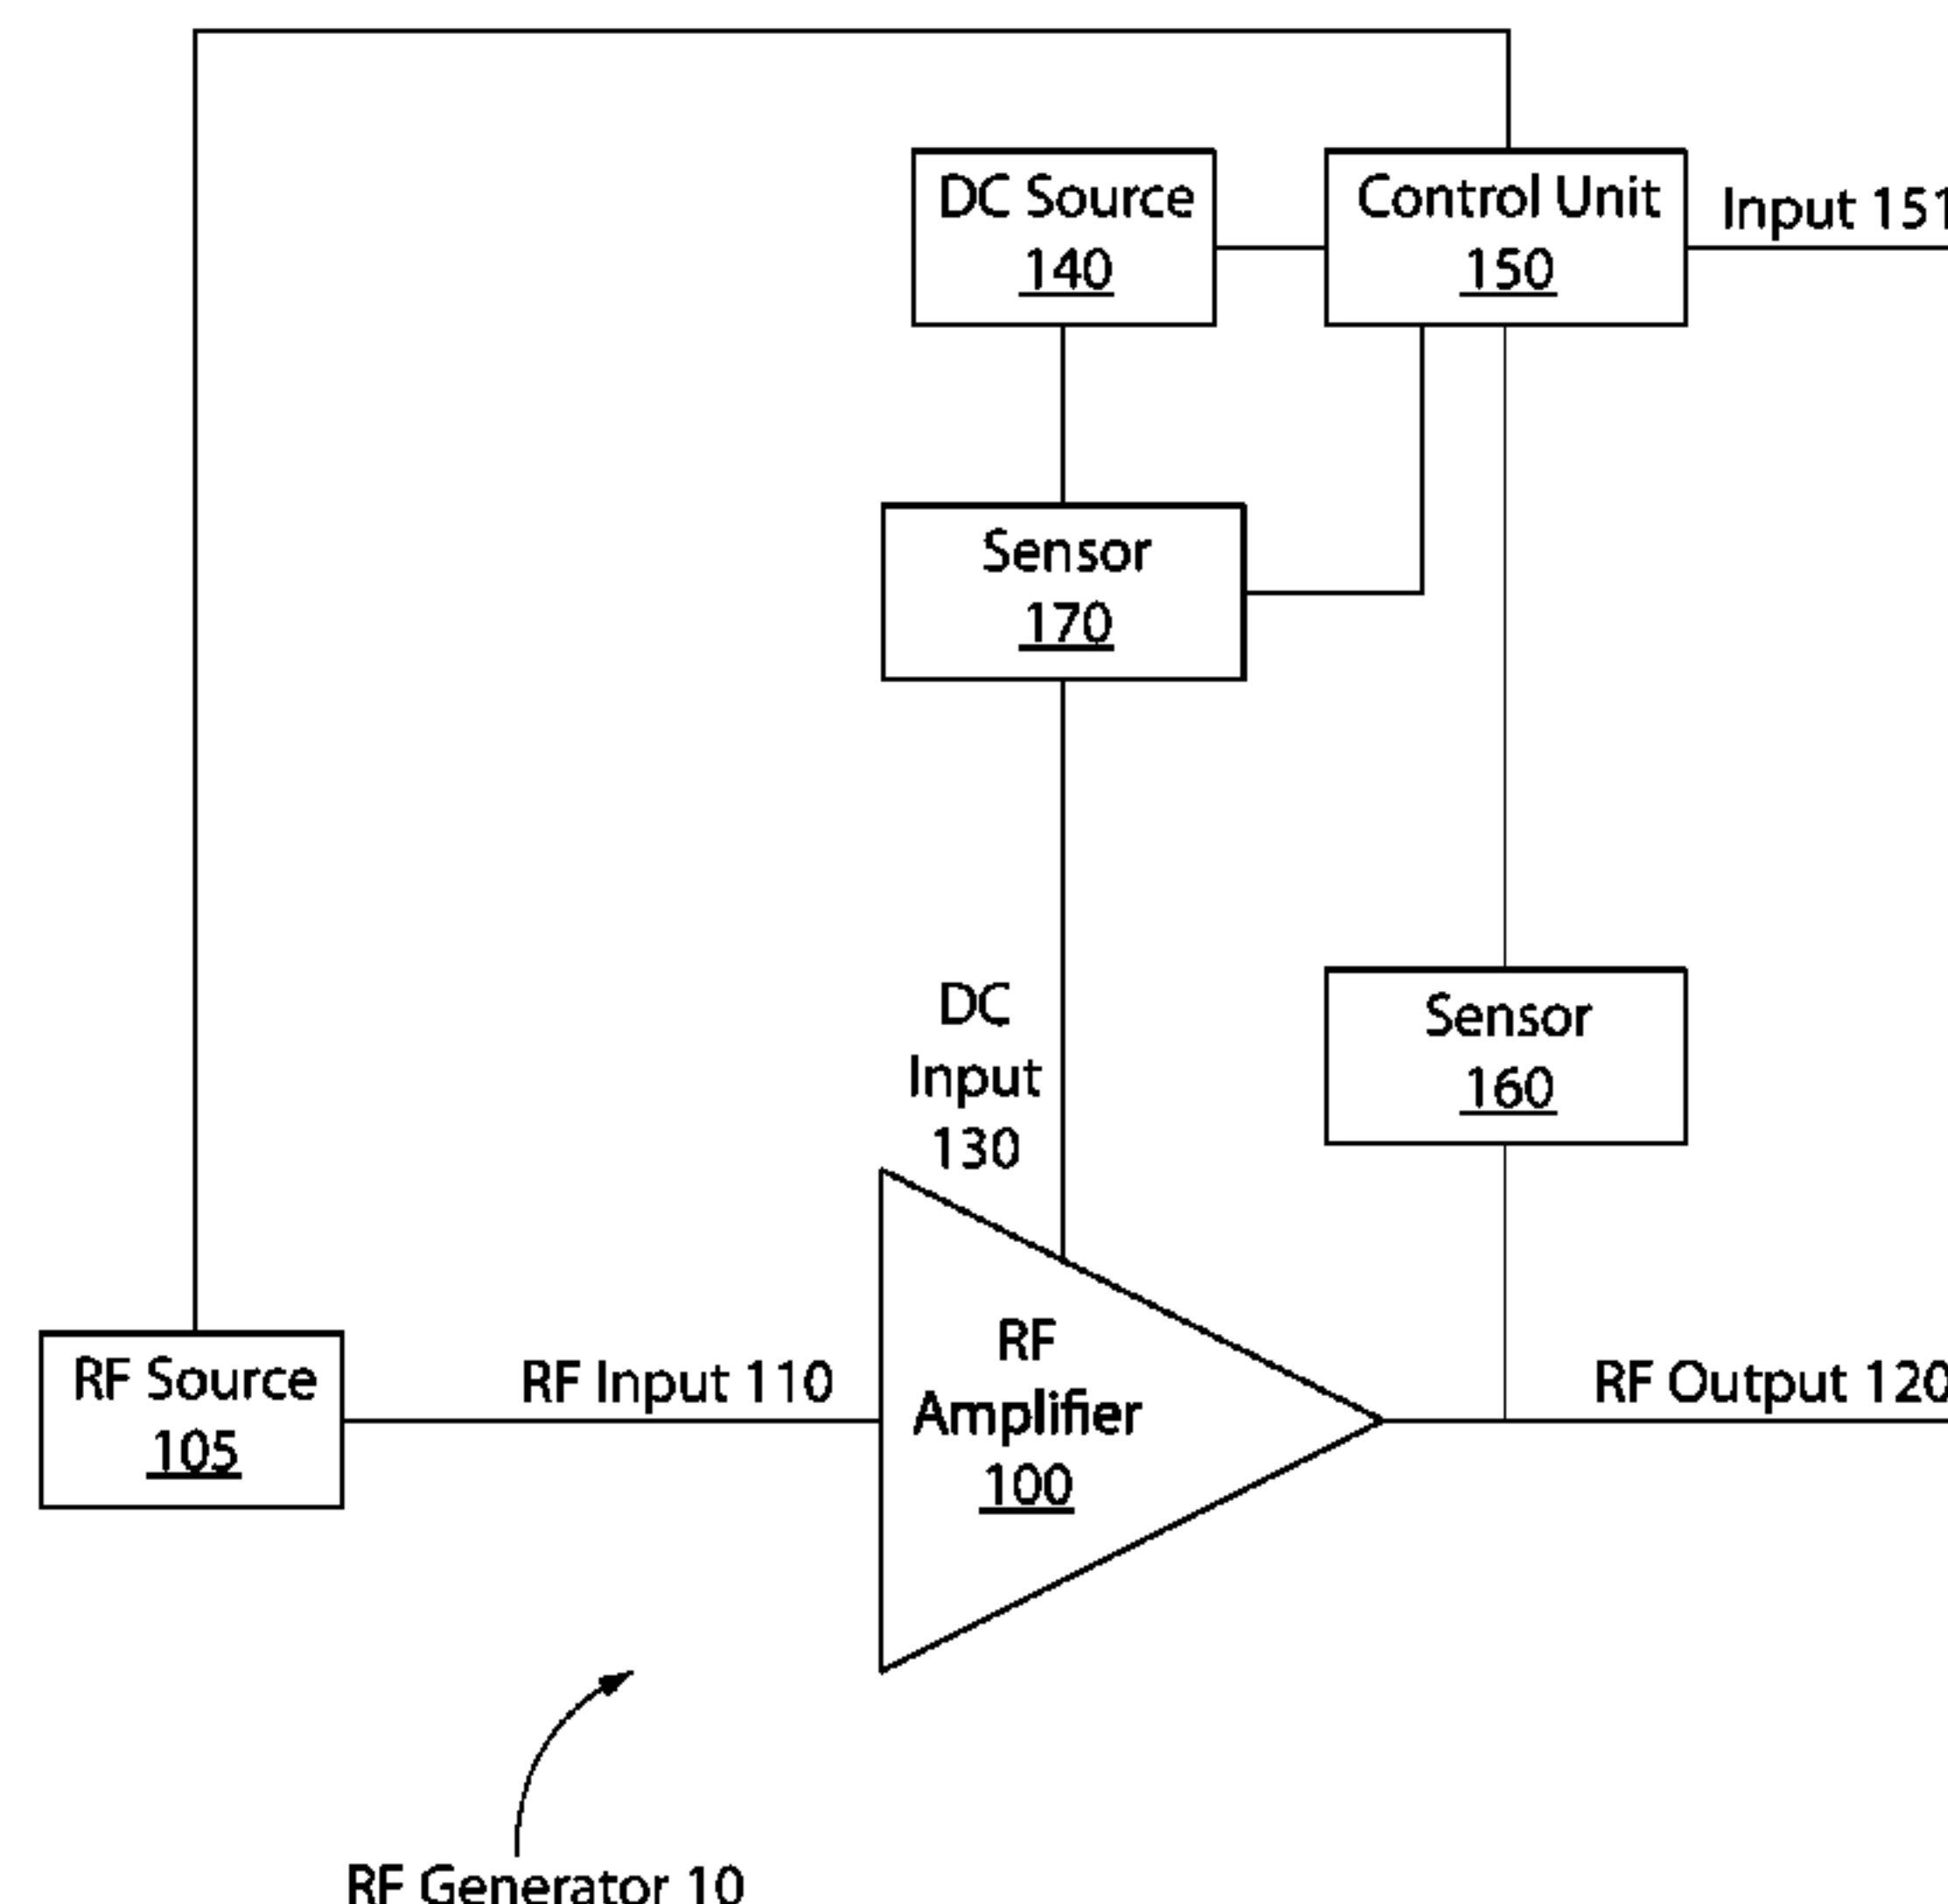 DC Source
140
Control Unit
150
Input 151
Sensor
170
DC
Input
130
Sensor
160
RF Source
105
RF Input 110
RF
Amplifier
100
RF Output 120
RF Generator 10